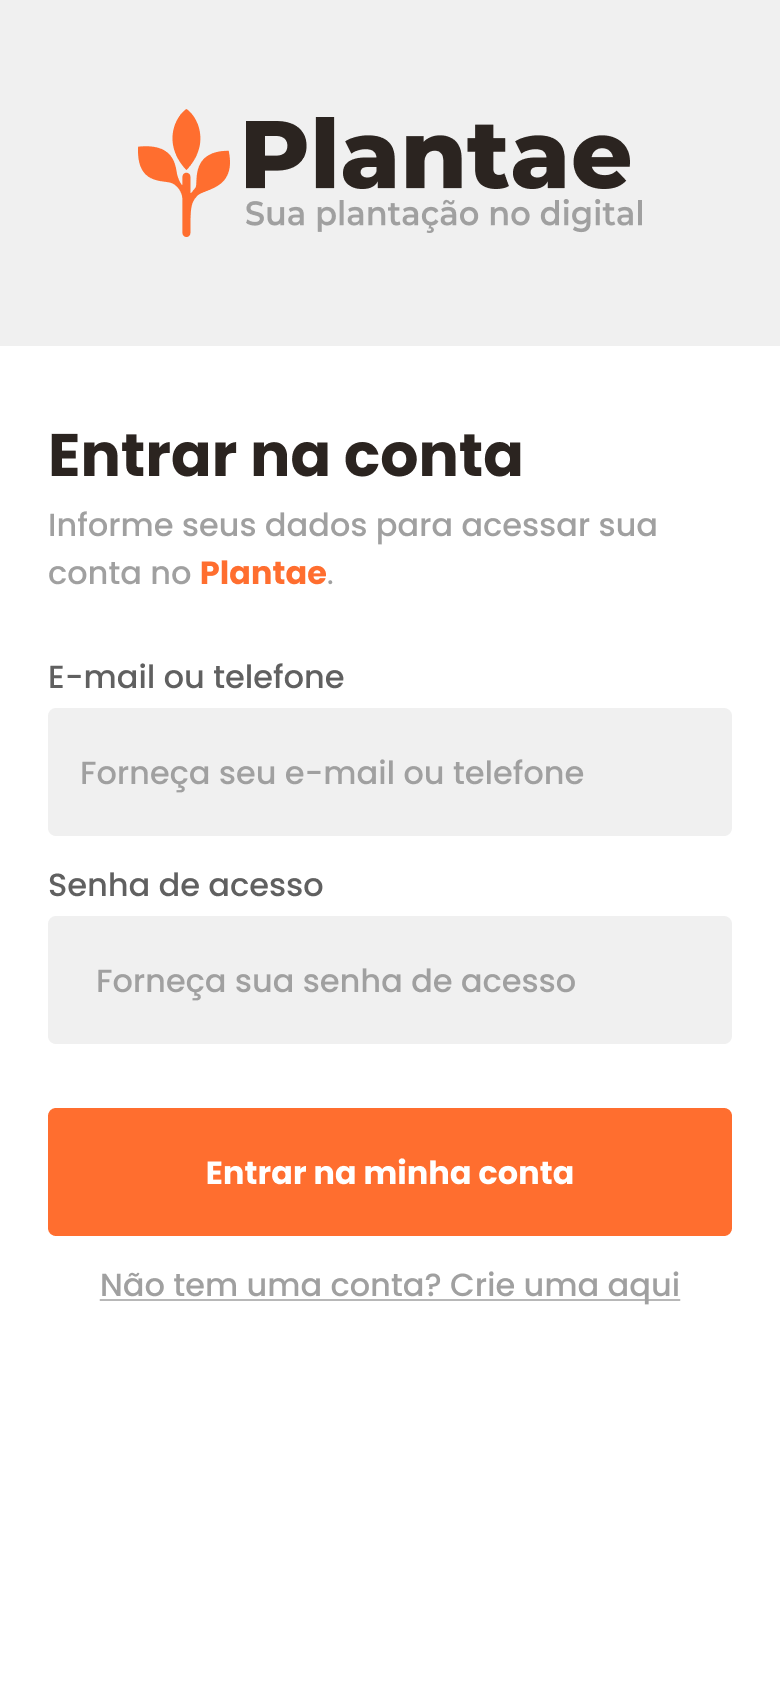 Plantae
Sua plantação no digital
Entrar na conta
Informe seus dados para acessar sua
conta no Plantae.
E-mail ou telefone
Forneça seu e-mail ou telefone
Senha de acesso
Forneça sua senha de acesso
Entrar na minha conta
Não tem uma conta? Crie uma aqui